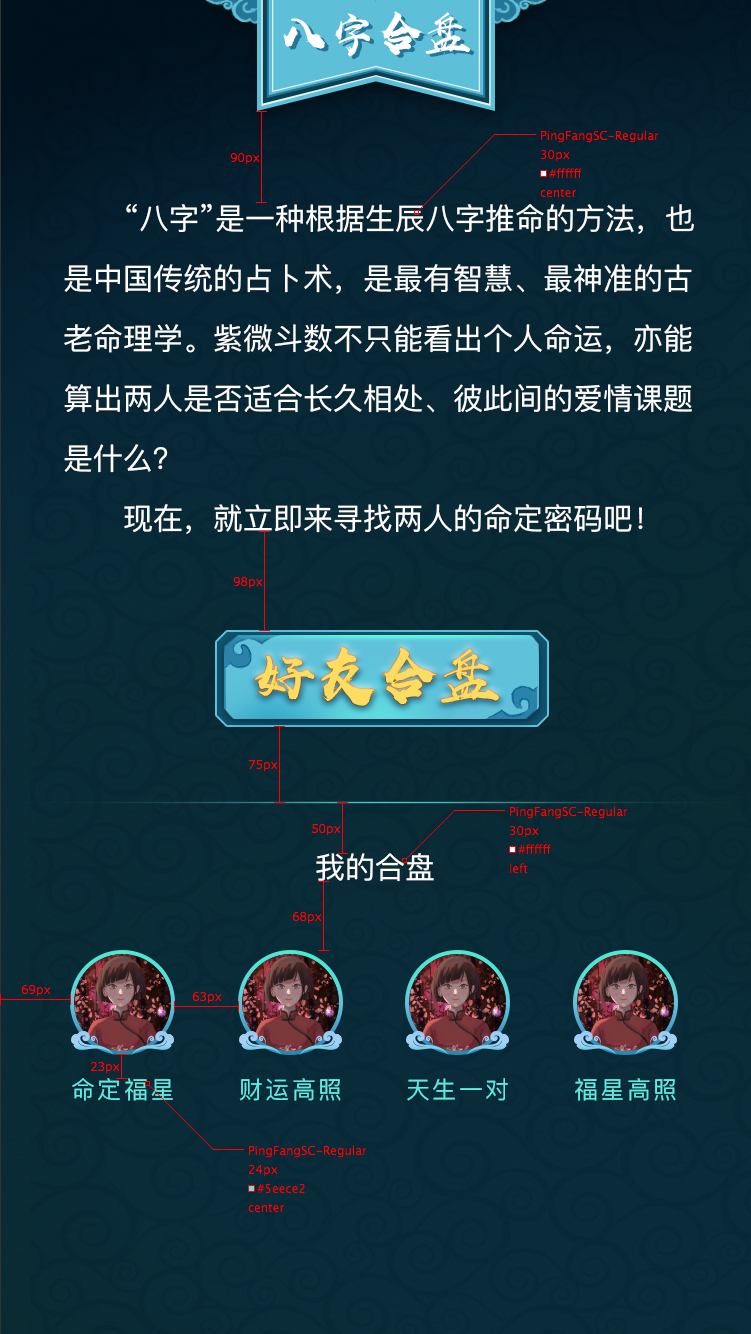 八字合盘
90px
PingFangSC-Regular
30px
#ffffff
center
“八字”是一种根据生辰八字推命的方法，也
是中国传统的占卜术，是最有智慧、最神准的古
老命理学。紫微斗数不只能看出个人命运，亦能
算出两人是否适合长久相处、彼此间的爱情课题
是什么？
现在，就立即来寻找两人的命定密码吧！
98px
好友合盘
75px
50px
PingFangSC-Regular
30px
#ffffff
left
我的合盘
68px
69px
63px
23px
命定福星 财运高照 天生一对 福星高照
PingFangSC-Regular
24px
#5eece2
center